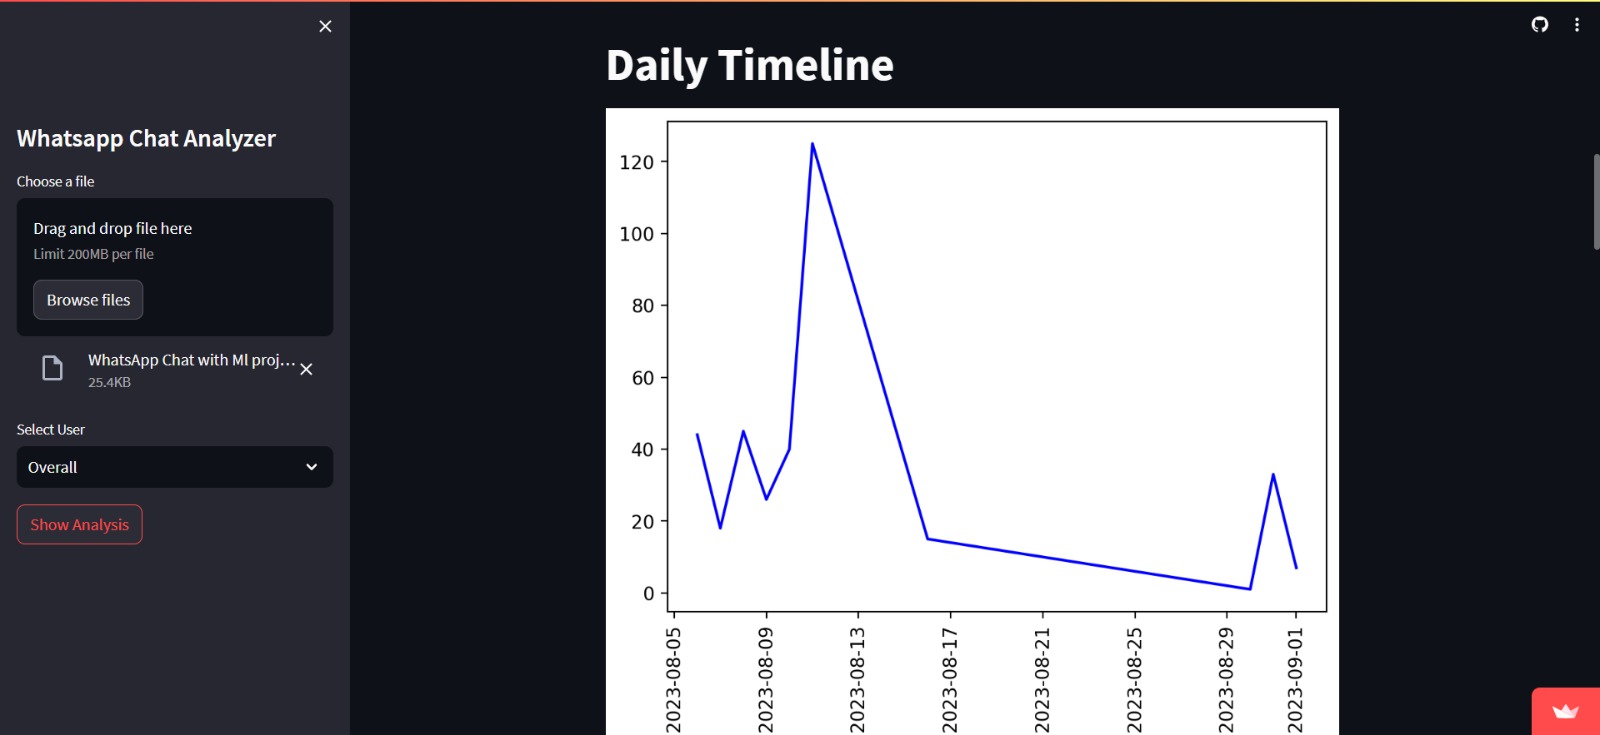 Whatsapp Chat Analyzer
Choose a file
Drag and drop file here
Limit 200MB per file
Browse files
WhatsApp Chat with Ml proj...
25.4KB
Select User
Overall
Show Analysis
Daily Timeline
120
100
80
60
40
20
0
2023-08-05
2023-08-09
2023-08-13
2023-08-17
2023-08-21
2023-08-25
2023-08-29
2023-09-01